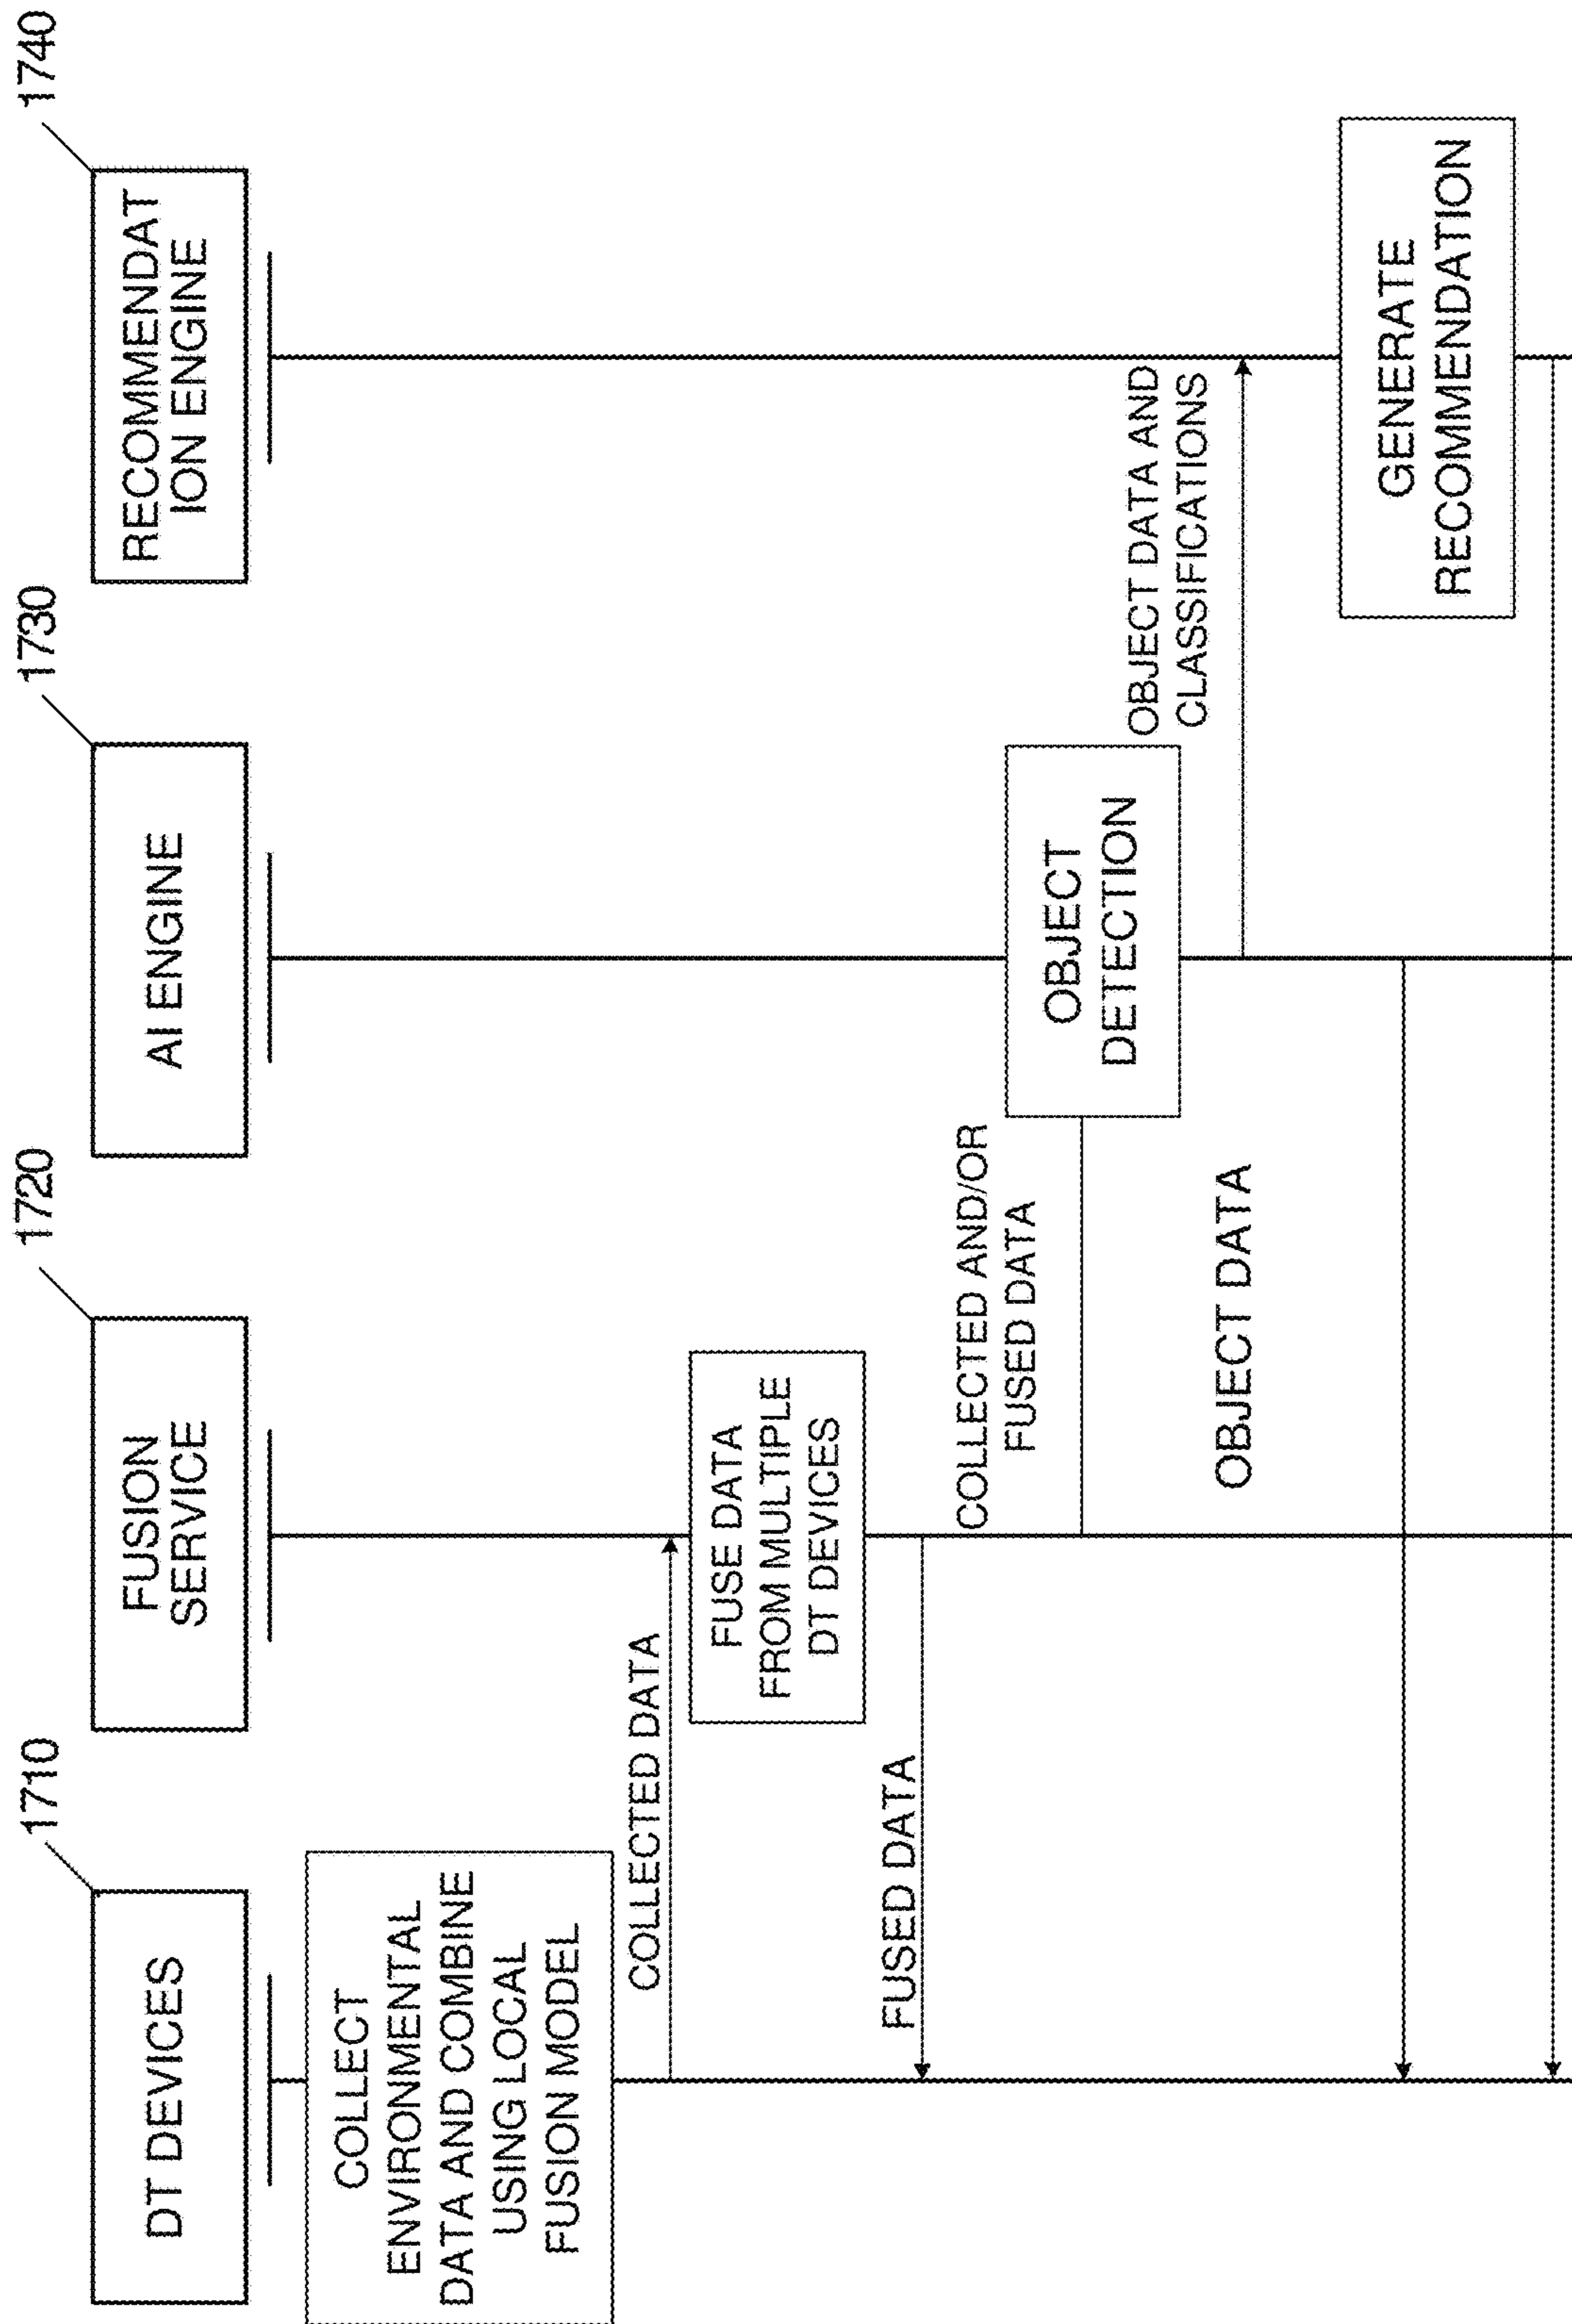 1710
1720
1730
1740
DT DEVICES
FUSION
SERVICE
AI ENGINE
RECOMMENDAT
ION ENGINE
COLLECT
ENVIRONMENTAL
DATA AND COMBINE
USING LOCAL
FUSION MODEL
COLLECTED DATA
FUSE DATA
FROM MULTIPLE
DT DEVICES
FUSED DATA
COLLECTED AND/OR
FUSED DATA
OBJECT
DETECTION
OBJECT DATA AND
CLASSIFICATIONS
OBJECT DATA
GENERATE
RECOMMENDATION